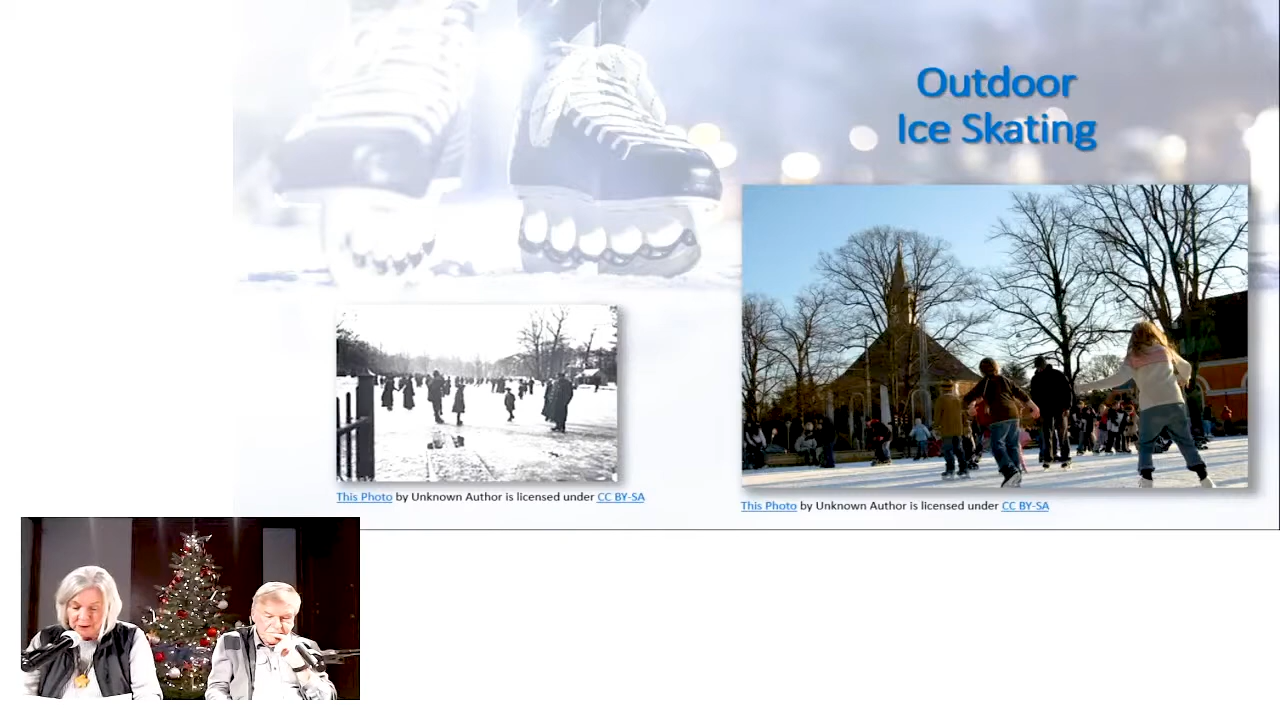 Outdoor
Ice Skating
This Photo by Unknown Author is licensed under CC BY-SA
This Photo by Unknown Author is licensed under CC BY-SA